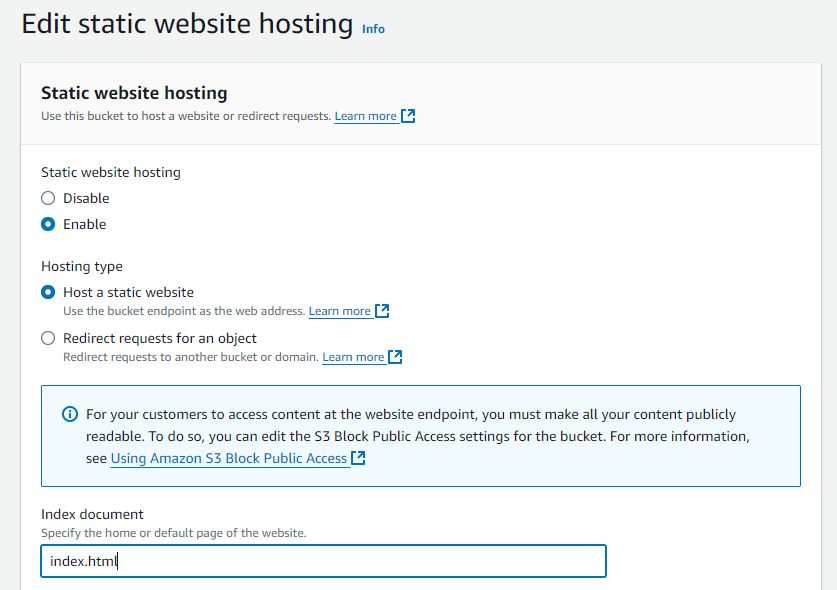 Edit static website hosting Info
Static website hosting
Use this bucket to host a website or redirect requests. Learn more
Static website hosting
Disable
Enable
Hosting type
Host a static website
Use the bucket endpoint as the web address. Learn more
Redirect requests for an object
Redirect requests to another bucket or domain. Learn more
For your customers to access content at the website endpoint, you must make all your content publicly
readable. To do so, you can edit the S3 Block Public Access settings for the bucket. For more information,
see Using Amazon S3 Block Public Access
Index document
Specify the home or default page of the website.
index.html